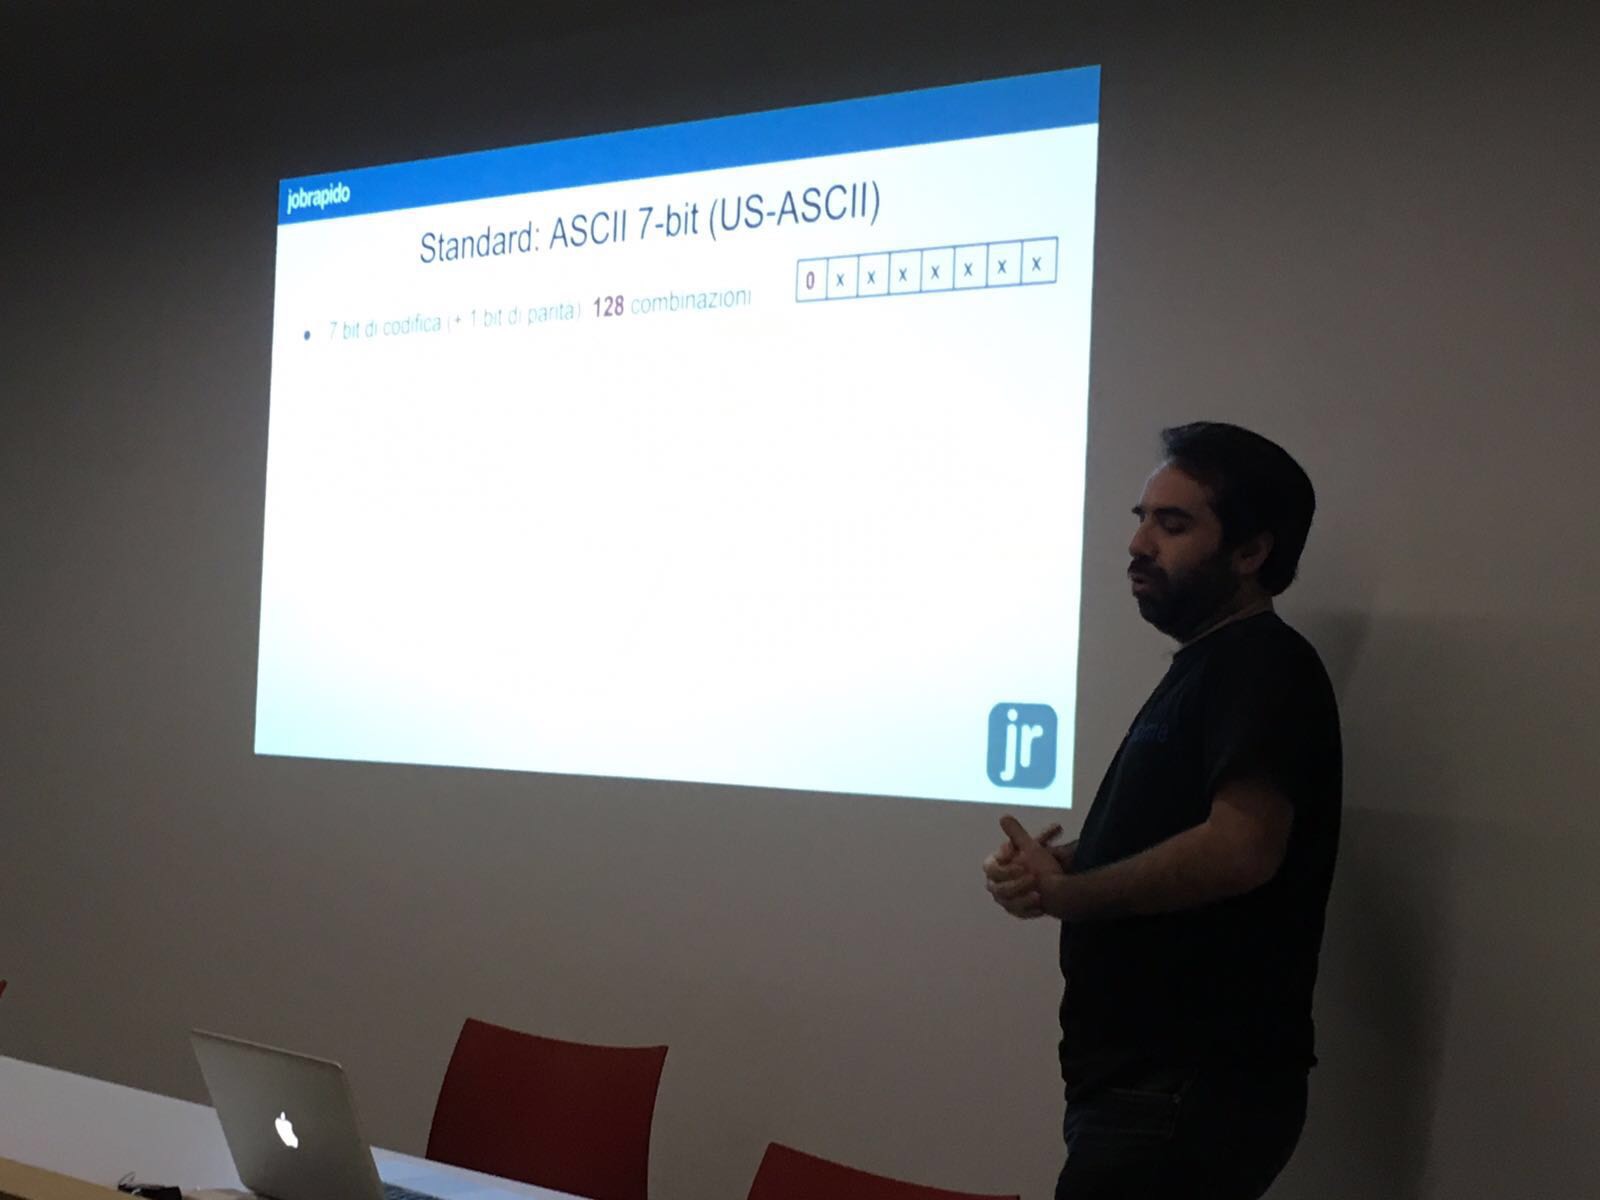 jobrapido
Standard: ASCII 7-bit (US-ASCII)
0 x x x x x x x
• 7 bit di codifica (+ 1 bit di parità) 128 combinazioni
jr